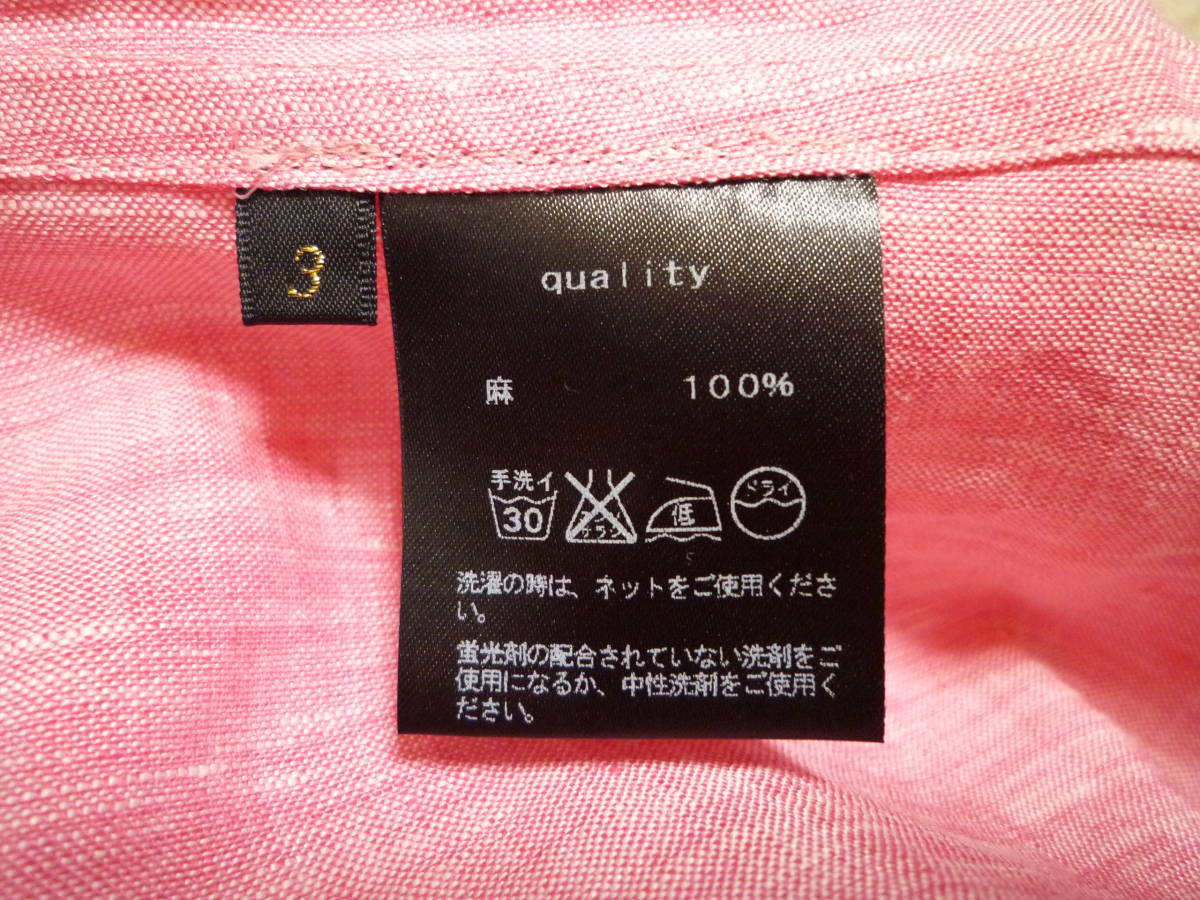 3
quality
麻 100%
手洗イ
30
エンソ
サラシ
低
ドライ
洗濯の時は、ネットをご使用くださ
い。
蛍光剤の配合されていない洗剤をご
使用になるか、中性洗剤をご使用く
ださい。